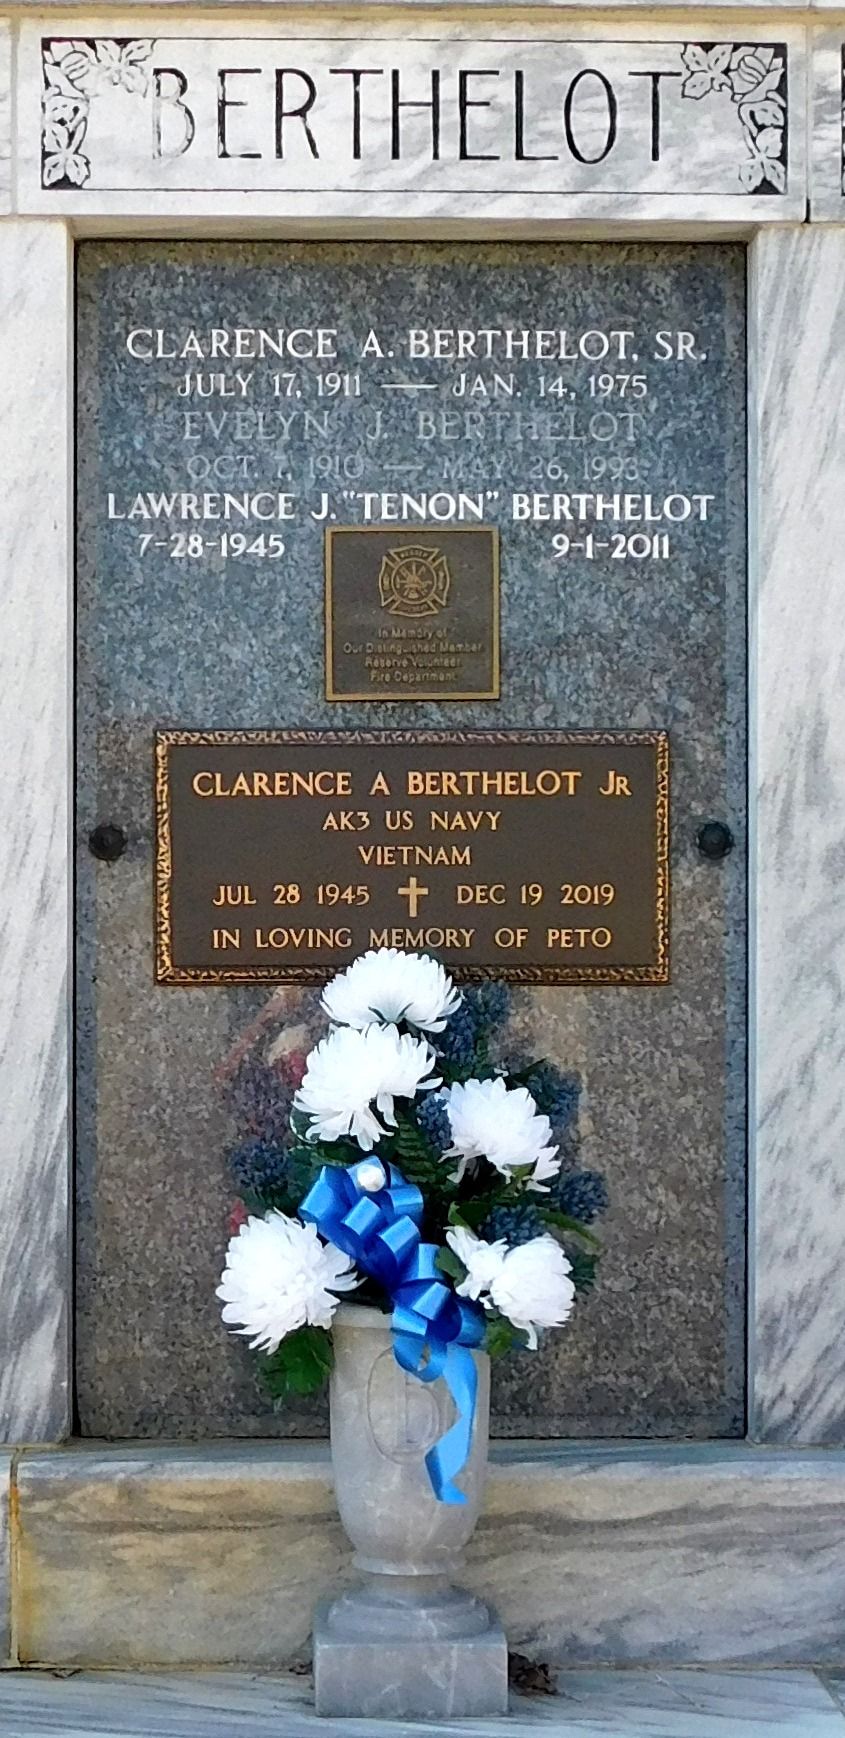 BERTHELOT
CLARENCE A. BERTHELOT, SR.
JULY 17, 1911 — JAN. 14, 1975
EVELYN J. BERTHELOT
OCT. 7, 1910 — MAY 26, 1993
LAWRENCE J. "TENON" BERTHELOT
7-28-1945 9-1-2011
In Memory of
Our Distinguished Member
Reserve Volunteer
Fire Department
CLARENCE A BERTHELOT JR
AK3 US NAVY
VIETNAM
JUL 28 1945 ✝ DEC 19 2019
IN LOVING MEMORY OF PETO
B